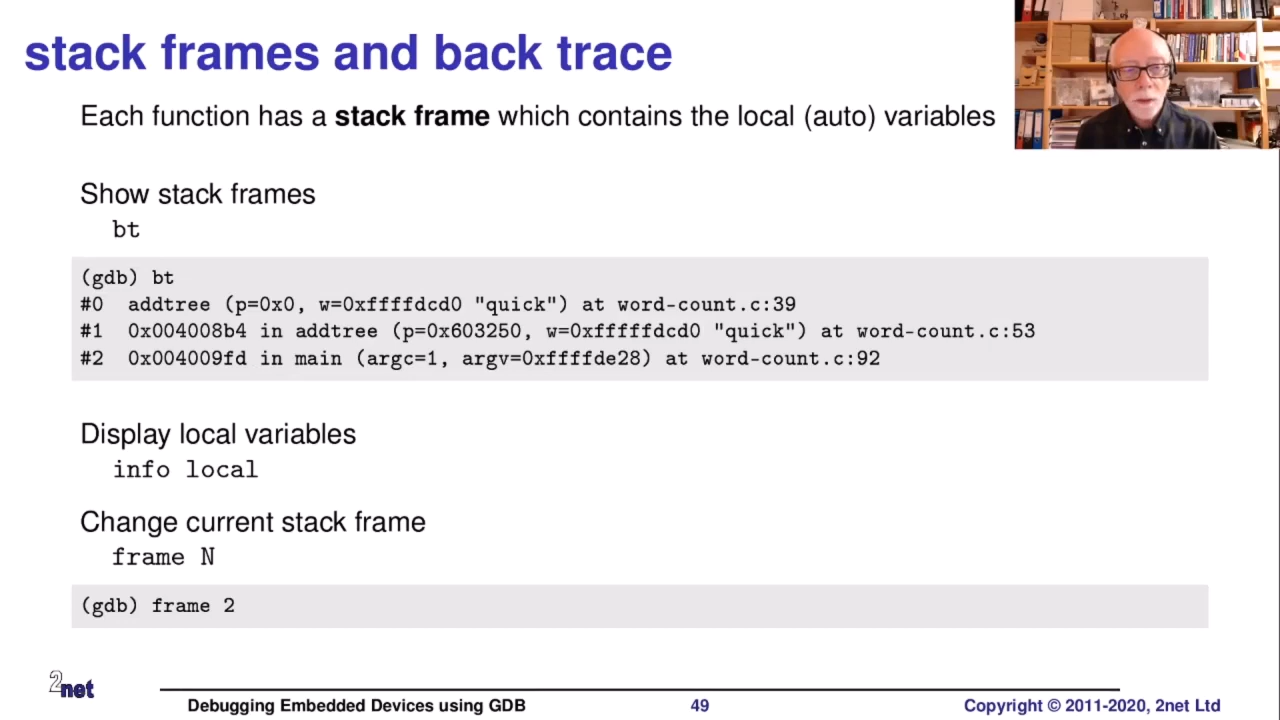 stack frames and back trace
Each function has a stack frame which contains the local (auto) variables
Show stack frames
bt
(gdb) bt
#0  addtree (p=0x0, w=0xffffdcd0 "quick") at word-count.c:39
#1  0x004008b4 in addtree (p=0x603250, w=0xfffffdcd0 "quick") at word-count.c:53
#2  0x004009fd in main (argc=1, argv=0xffffde28) at word-count.c:92
Display local variables
info local
Change current stack frame
frame N
(gdb) frame 2
2net
Debugging Embedded Devices using GDB 49 Copyright © 2011-2020, 2net Ltd